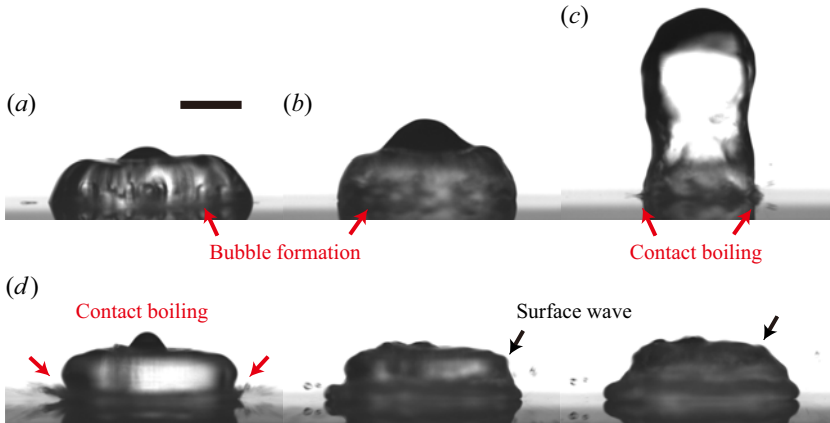 (c)
(a)
(b)
Bubble formation
Contact boiling
(d)
Contact boiling
Surface wave